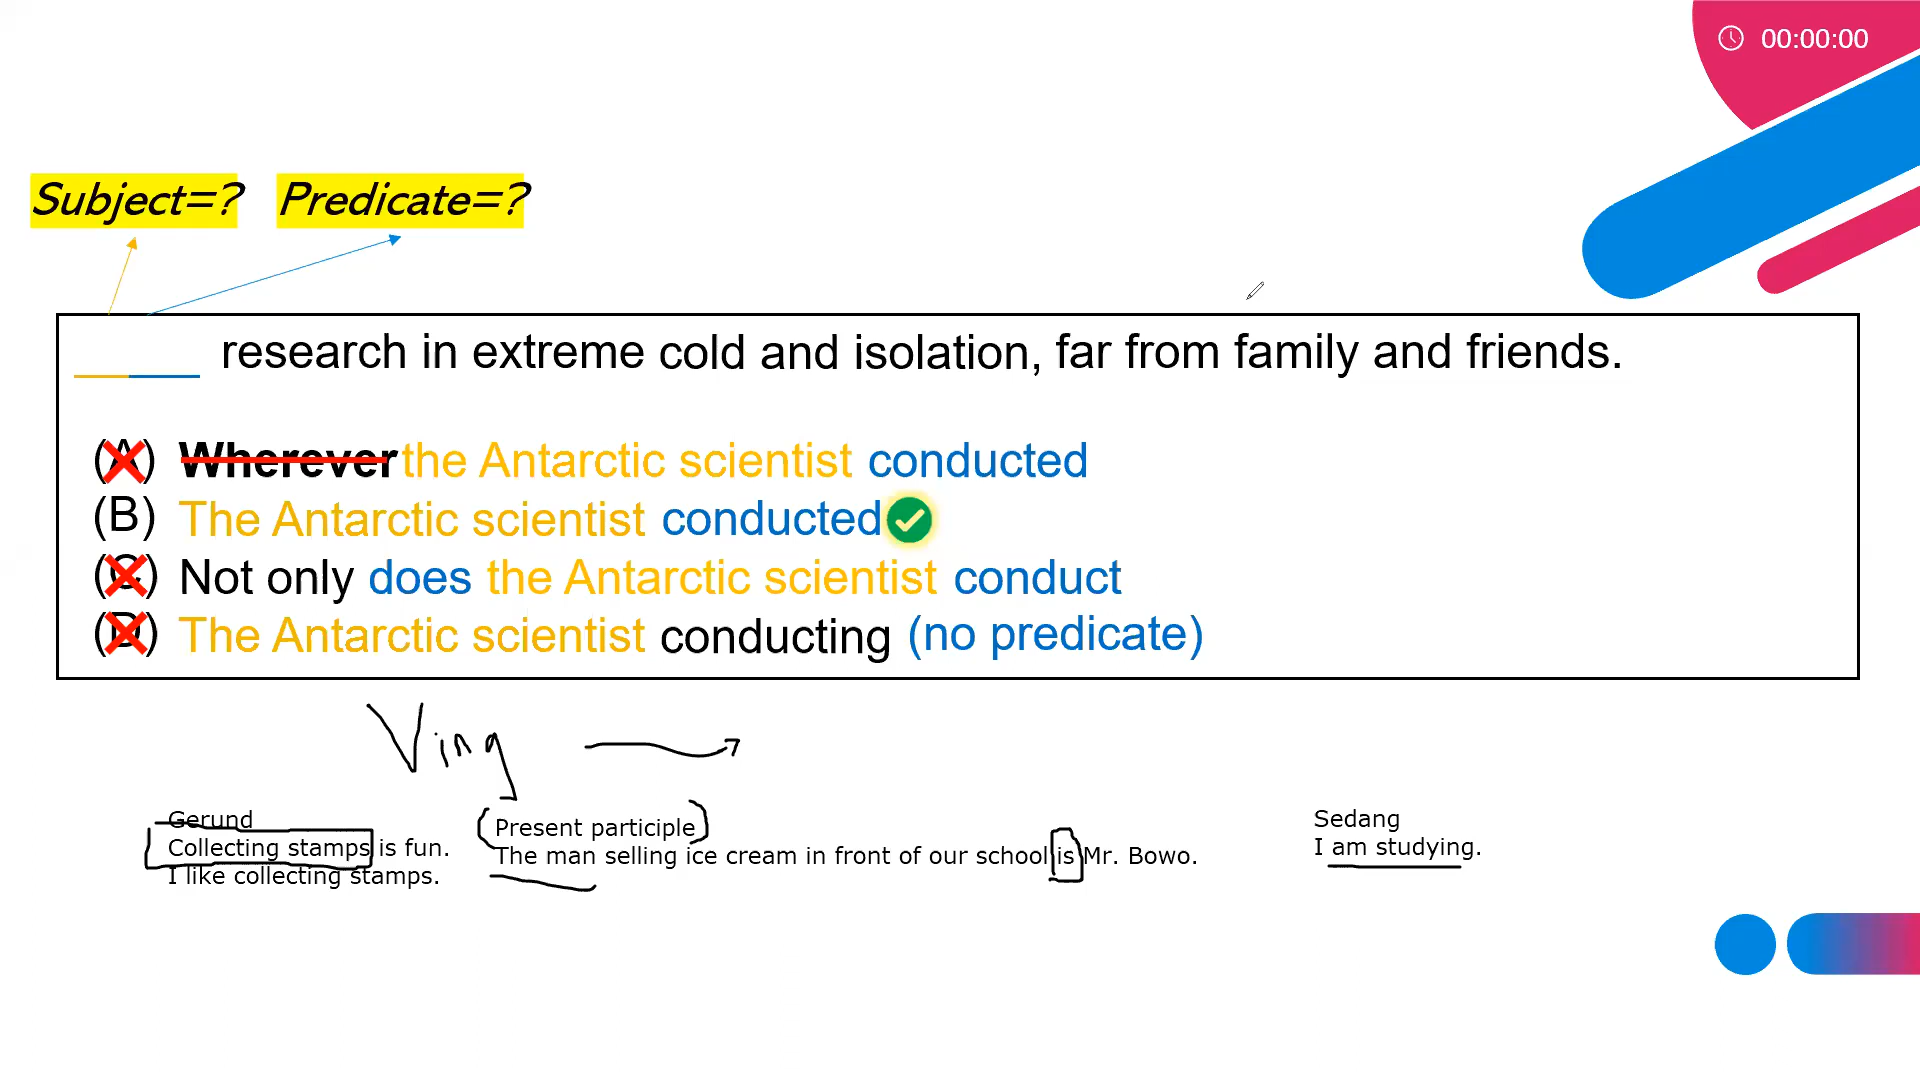 00:00:00
Subject=? Predicate=?
research in extreme cold and isolation, far from family and friends.
(A) Wherever the Antarctic scientist conducted
(B) The Antarctic scientist conducted
(C) Not only does the Antarctic scientist conduct
(D) The Antarctic scientist conducting (no predicate)
Ving
Gerund
Collecting stamps is fun.
I like collecting stamps.
Present participle
The man selling ice cream in front of our school is Mr. Bowo.
Sedang
I am studying.